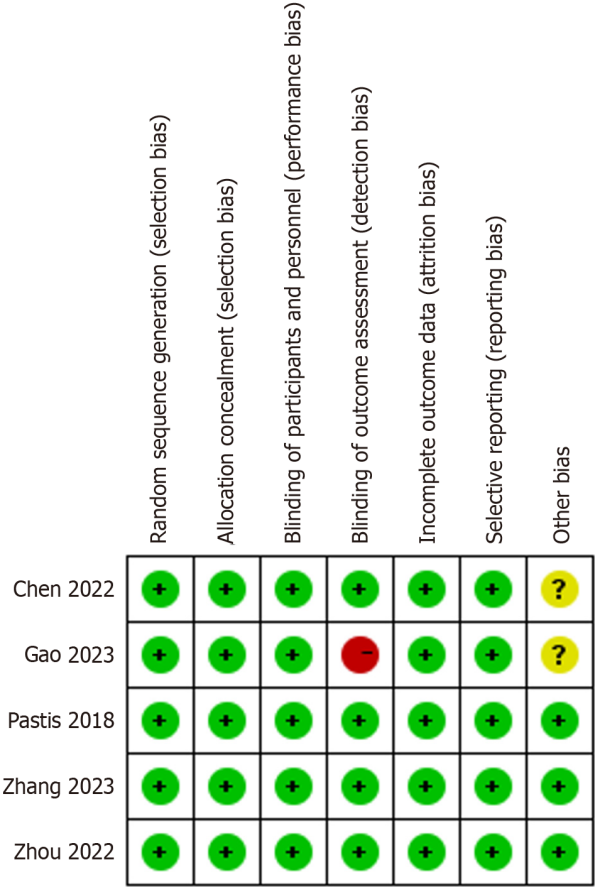 Random sequence generation (selection bias)
Allocation concealment (selection bias)
Blinding of participants and personnel (performance bias)
Blinding of outcome assessment (detection bias)
Incomplete outcome data (attrition bias)
Selective reporting (reporting bias)
Other bias
Chen 2022 + + + + + + ?
Gao 2023 + + + - + + ?
Pastis 2018 + + + + + + +
Zhang 2023 + + + + + + +
Zhou 2022 + + + + + + +